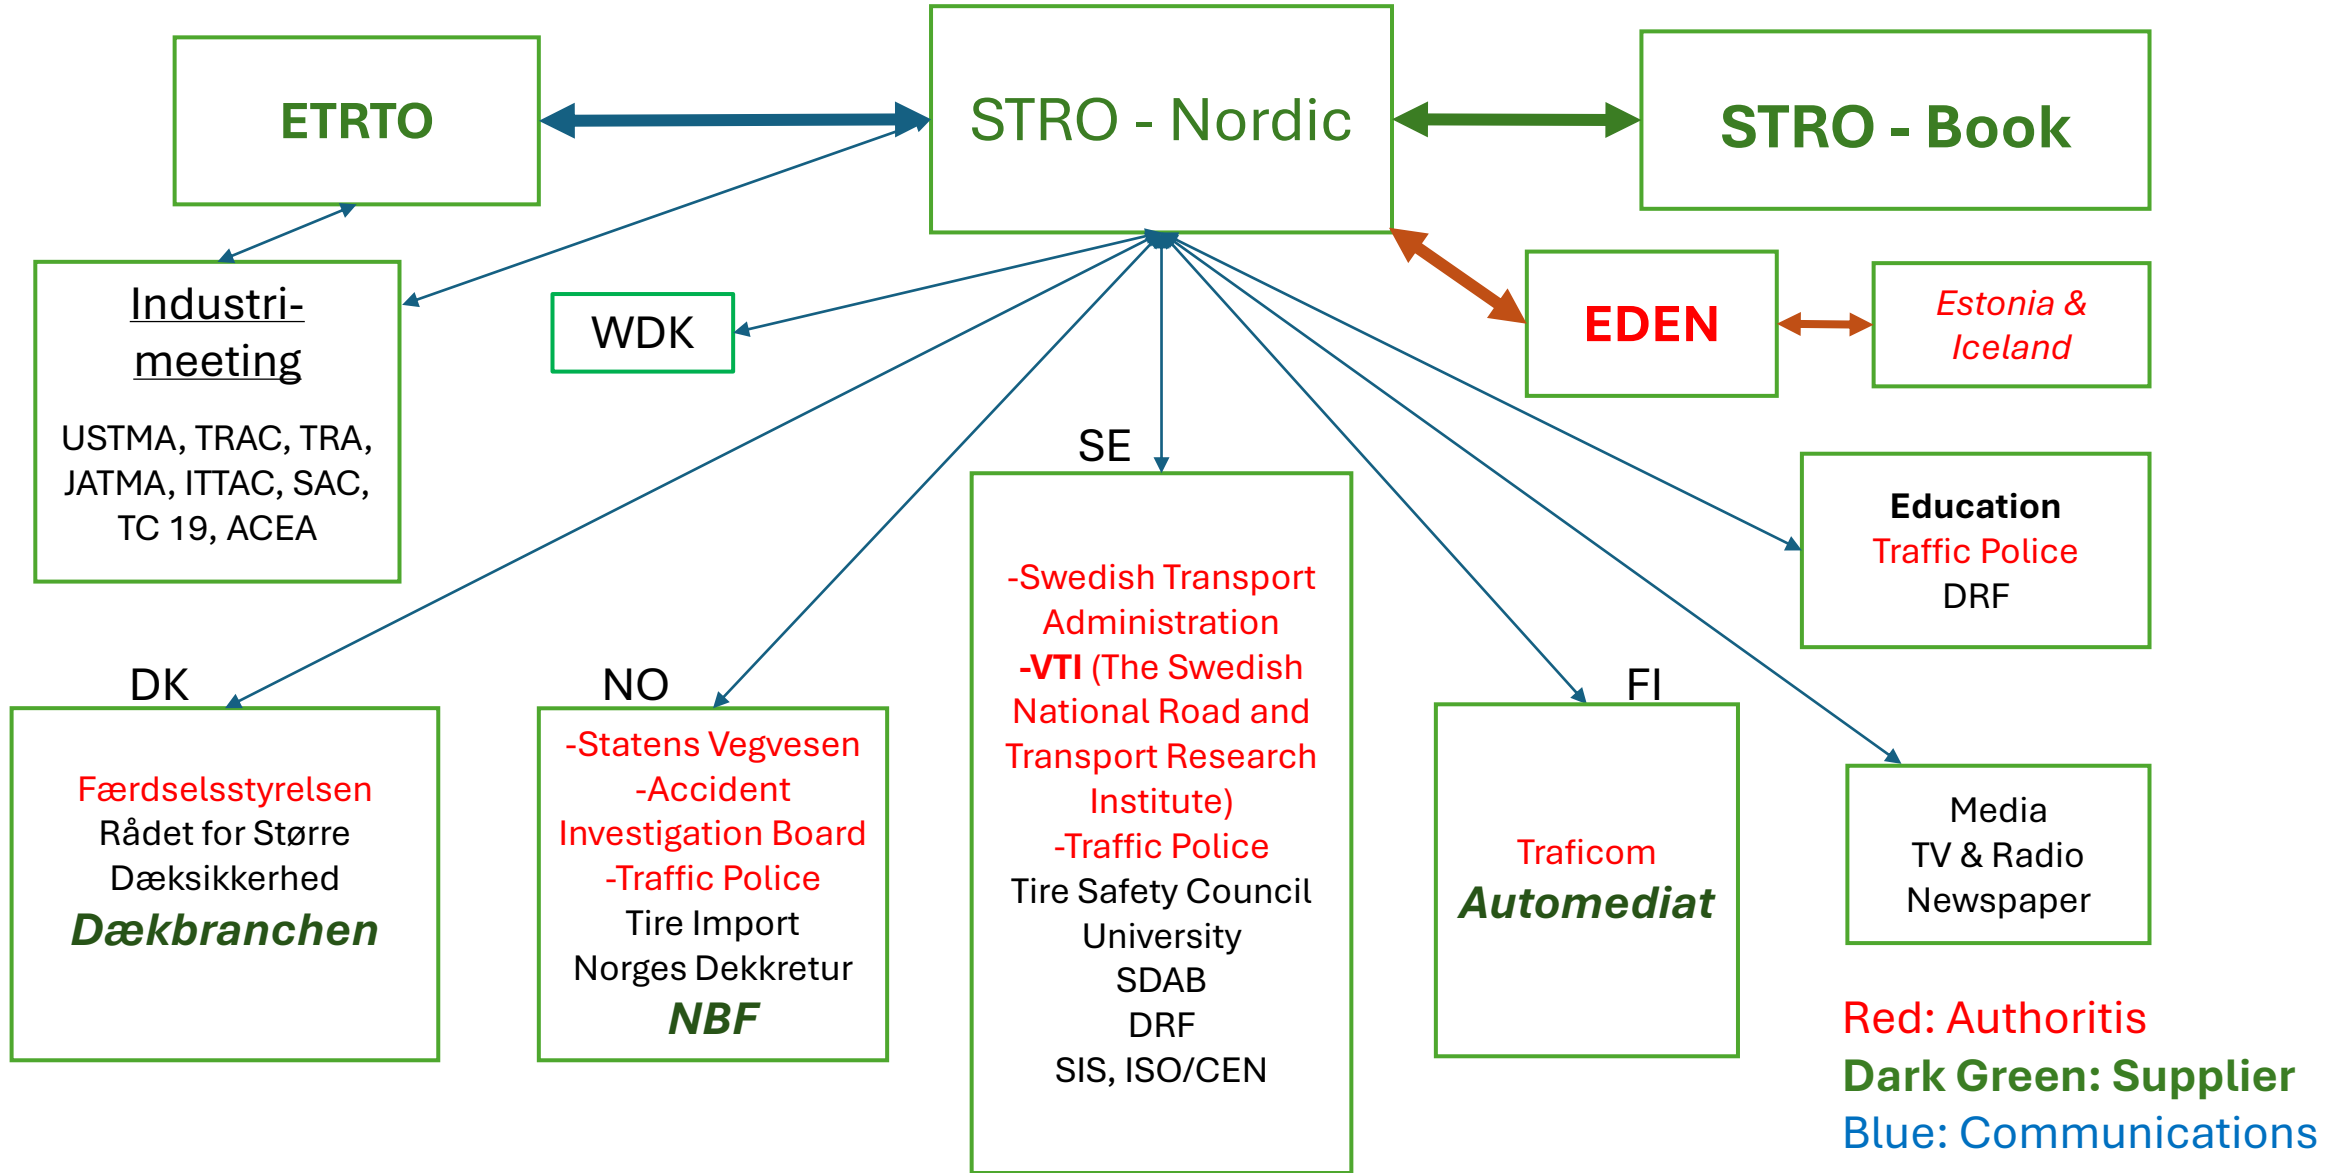 ETRTO
STRO - Nordic
STRO - Book
Industri-
meeting
USTMA, TRAC, TRA,
JATMA, ITTAC, SAC,
TC 19, ACEA
WDK
EDEN
Estonia &
Iceland
Education
Traffic Police
DRF
DK
Færdselsstyrelsen
Rådet for Større
Dæksikkerhed
Dækbranchen
NO
-Statens Vegvesen
-Accident
Investigation Board
-Traffic Police
Tire Import
Norges Dekkretur
NBF
SE
-Swedish Transport
Administration
-VTI (The Swedish
National Road and
Transport Research
Institute)
-Traffic Police
Tire Safety Council
University
SDAB
DRF
SIS, ISO/CEN
FI
Traficom
Automediat
Media
TV & Radio
Newspaper
Red: Authoritis
Dark Green: Supplier
Blue: Communications